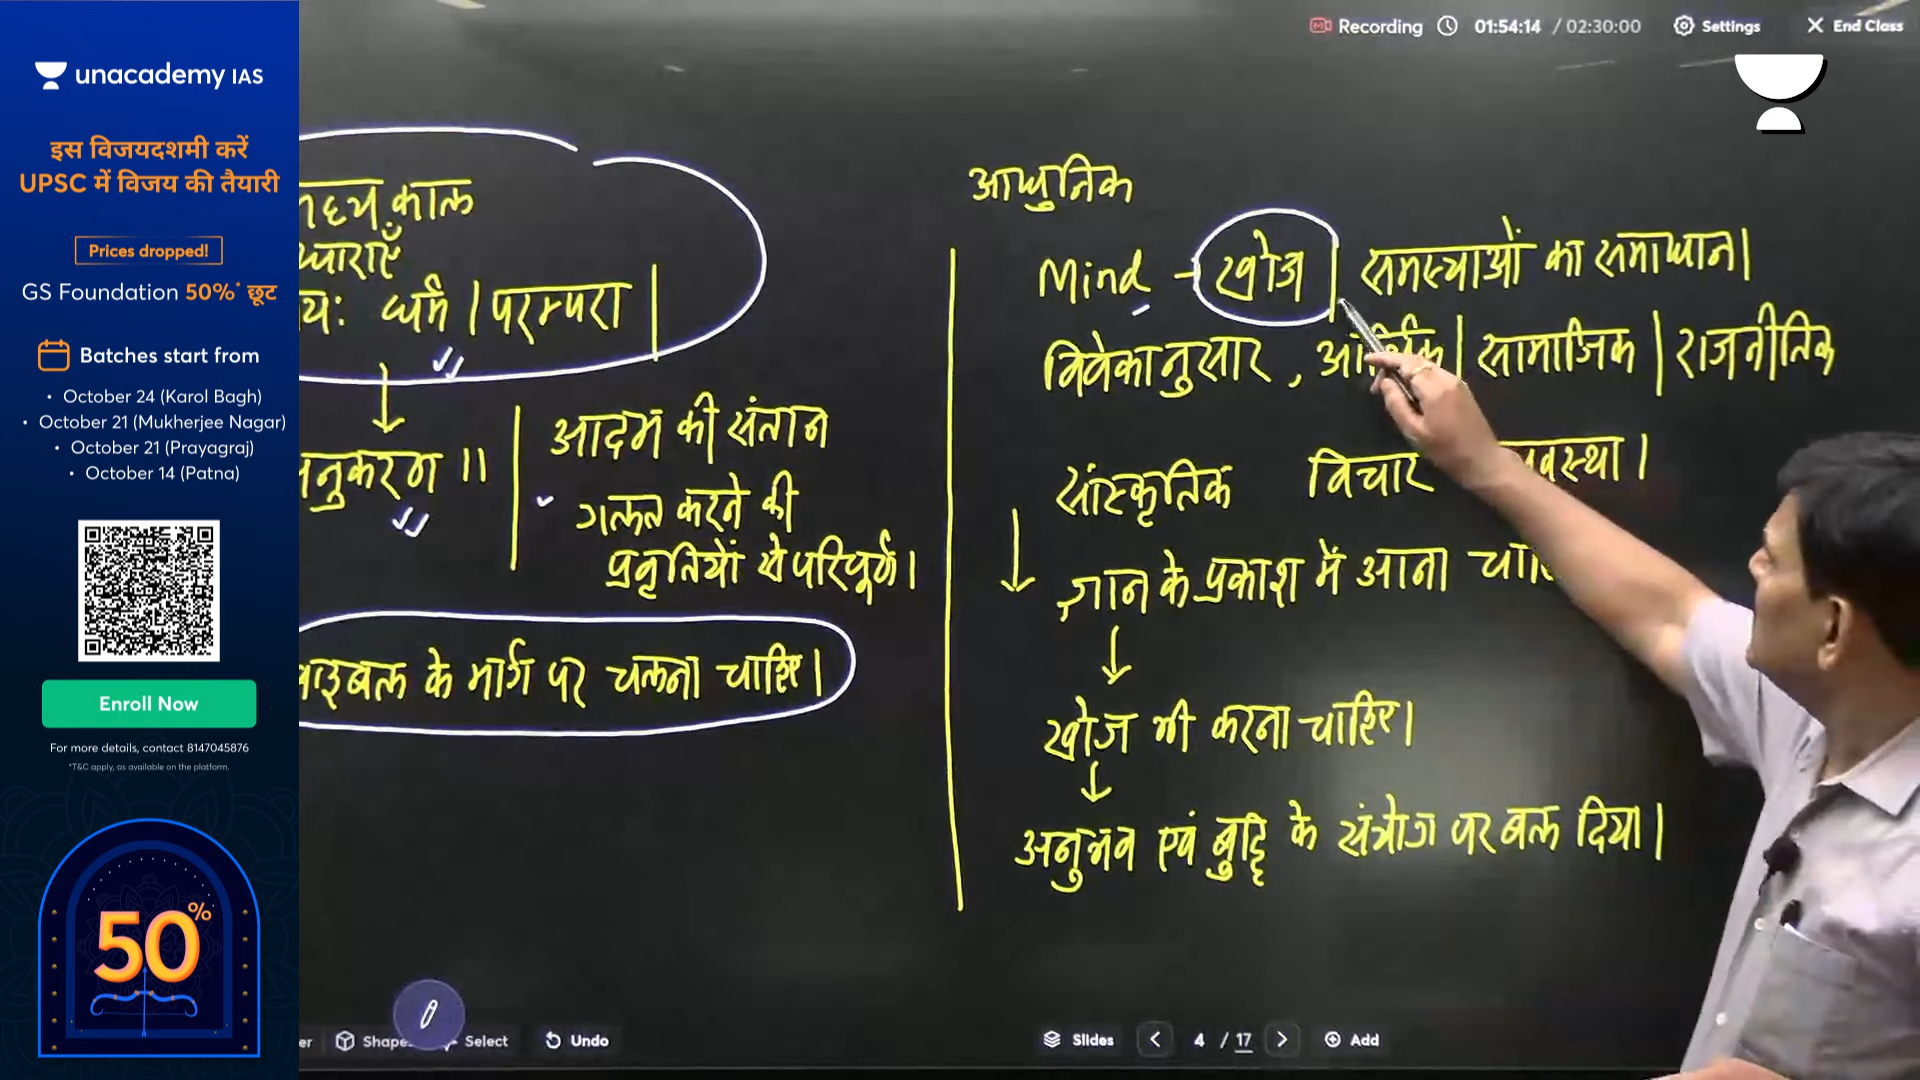 unacademy IAS
इस विजयदशमी करें
UPSC में विजय की तैयारी
Prices dropped!
GS Foundation 50%* छूट
Batches start from
• October 24 (Karol Bagh)
• October 21 (Mukherjee Nagar)
• October 21 (Prayagraj)
• October 14 (Patna)
Enroll Now
For more details, contact 8147045876
*T&C apply, as available on the platform.
50%
Recording 01:54:14 / 02:30:00 Settings End Class
काल
धाराएँ
धर्म | परम्परा |
नुकरण ॥
आदम की संतान
गलत करने की
प्रवृतियों से परिपूर्ण।
के मार्ग पर चलना चाहिए।
आधुनिक
Mind - खोज | समस्याओं का समाधान।
विवेकानुसार, | सामाजिक | राजनीतिक
सांस्कृतिक विचार
ज्ञान के प्रकाश में आना
खोज भी करना चाहिए।
अनुभव एवं बुद्धि के संयोग पर बल दिया।
Select Undo
Slides 4 / 17 Add